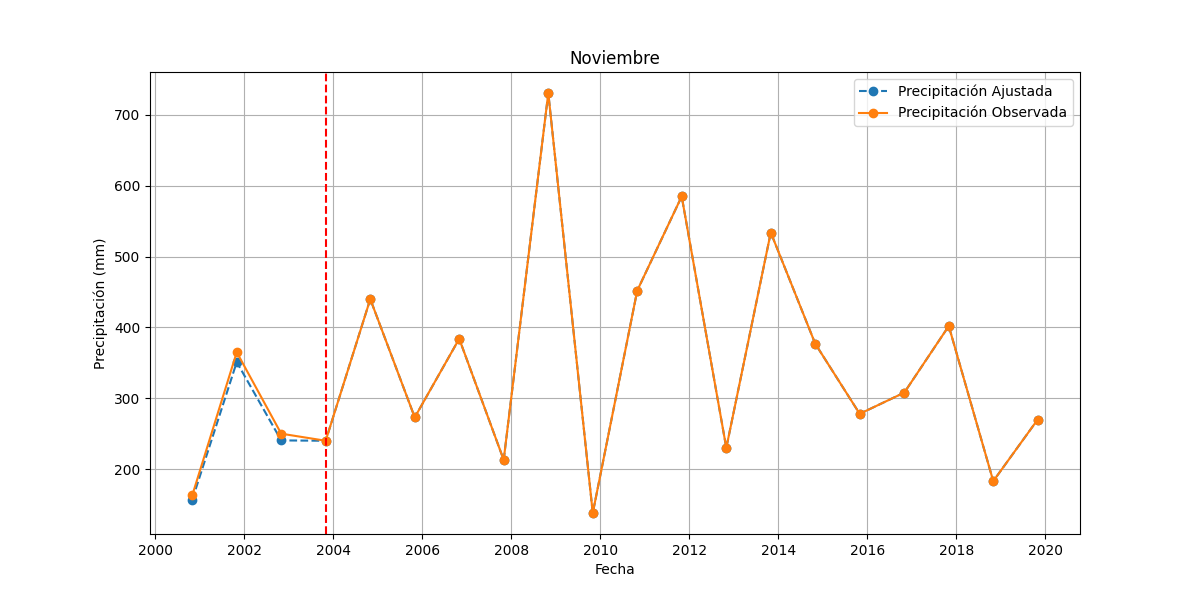 Noviembre
Precipitación Ajustada
Precipitación Observada
Precipitación (mm)
700
600
500
400
300
200
2000 2002 2004 2006 2008 2010 2012 2014 2016 2018 2020
Fecha